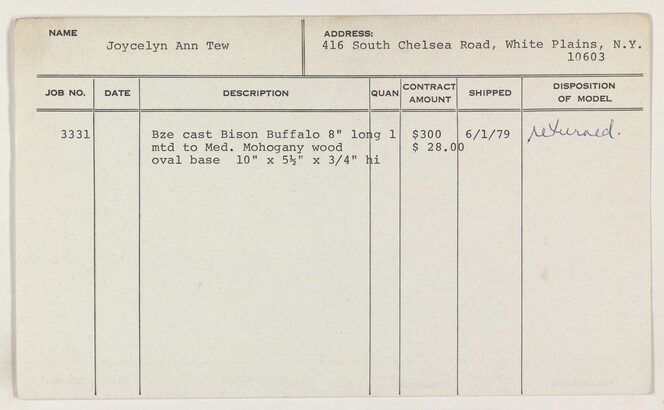 NAME
Joycelyn Ann Tew
ADDRESS:
416 South Chelsea Road, White Plains, N.Y.
10603
JOB NO. DATE DESCRIPTION QUAN CONTRACT AMOUNT SHIPPED DISPOSITION OF MODEL
3331 Bze cast Bison Buffalo 8" long 1 $300 6/1/79 returned.
mtd to Med. Mohogany wood $ 28.00
oval base 10" x 5½" x 3/4" hi